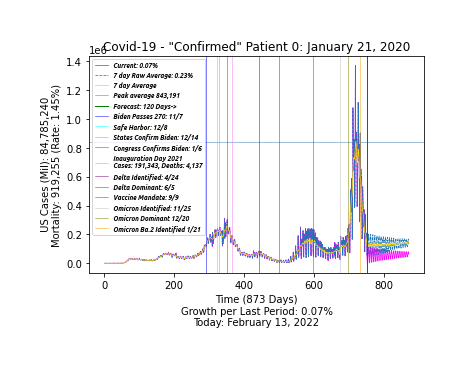 Covid-19 - "Confirmed" Patient 0: January 21, 2020
1e6
1.4
1.2
1.0
0.8
0.6
0.4
0.2
0.0
US Cases (Mil): 84,785,240
Mortality: 919,255 (Rate: 1.45%)
Current: 0.07%
7 day Raw Average: 0.23%
7 day Average
Peak average 843,191
Forecast: 120 Days->
Biden Passes 270: 11/7
Safe Harbor: 12/8
States Confirm Biden: 12/14
Congress Confirms Biden: 1/6
Inauguration Day 2021
Cases: 191,343, Deaths: 4,137
Delta Identified: 4/24
Delta Dominant: 6/5
Vaccine Mandate: 9/9
Omicron Identified: 11/25
Omicron Dominant 12/20
Omicron Ba.2 Identified 1/21
0 200 400 600 800
Time (873 Days)
Growth per Last Period: 0.07%
Today: February 13, 2022